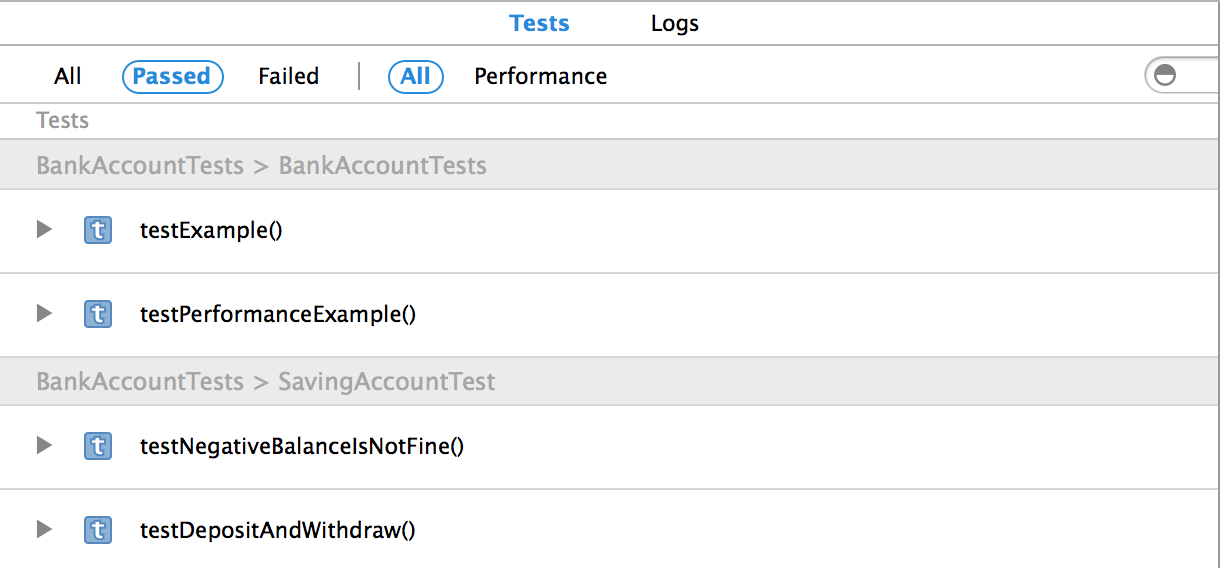 Tests Logs
All Passed Failed | All Performance
Tests
BankAccountTests > BankAccountTests
t testExample()
t testPerformanceExample()
BankAccountTests > SavingAccountTest
t testNegativeBalanceIsNotFine()
t testDepositAndWithdraw()